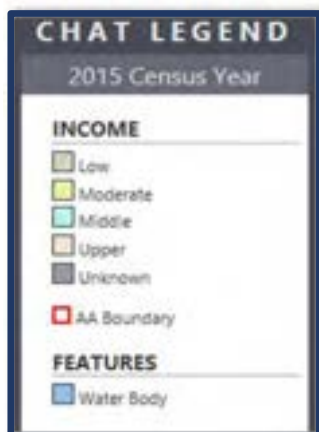 CHAT LEGEND
2015 Census Year
INCOME
Low
Moderate
Middle
Upper
Unknown
AA Boundary
FEATURES
Water Body